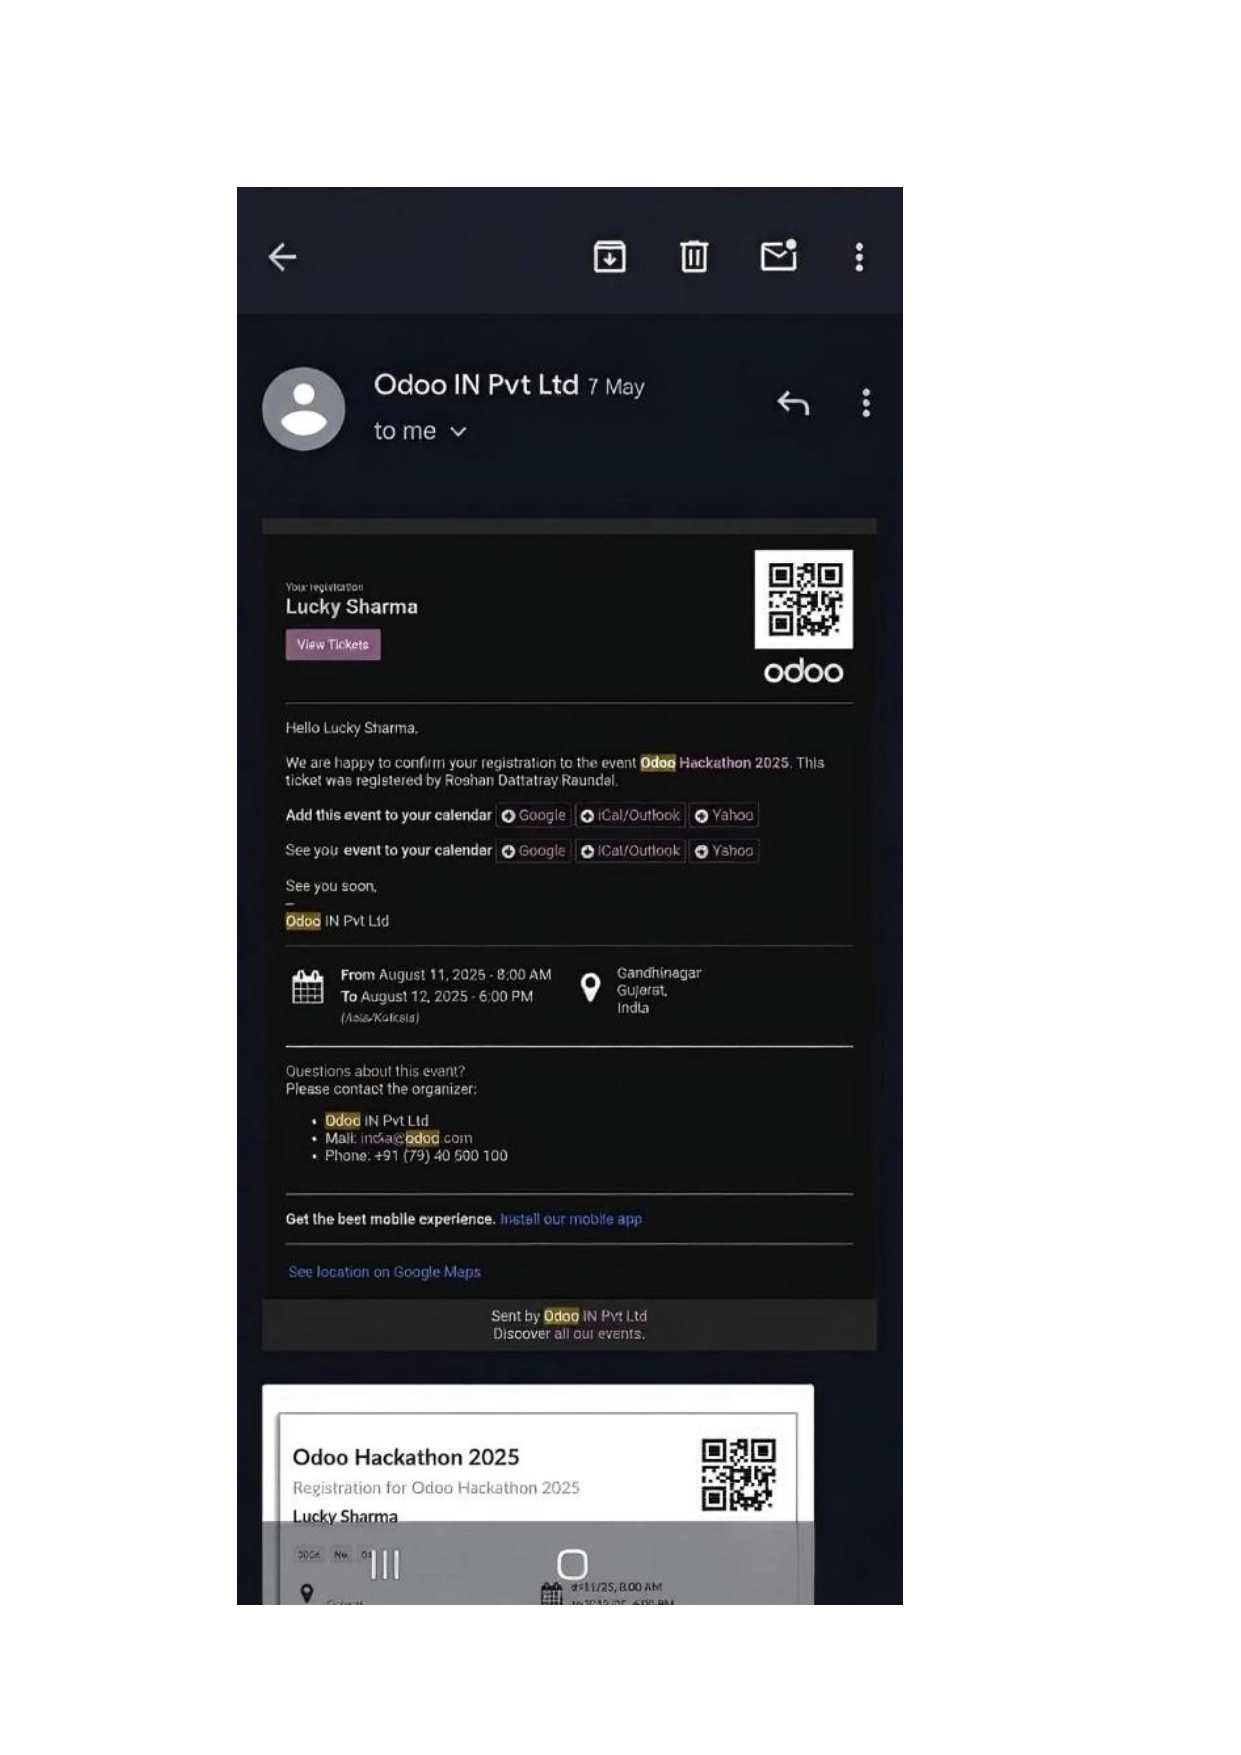 Odoo IN Pvt Ltd 7 May
to me
Your registration
Lucky Sharma
View Tickets
odoo
Hello Lucky Sharma,
We are happy to confirm your registration to the event Odoo Hackathon 2025. This
ticket was registered by Roshan Dattatray Raundal.
Add this event to your calendar Google iCal/Outlook Yahoo
See you event to your calendar Google iCal/Outlook Yahoo
See you soon,
–
Odoo IN Pvt Ltd
From August 11, 2025 - 8:00 AM
To August 12, 2025 - 6:00 PM
(Asia/Kolkata)
Gandhinagar
Gujarat,
India
Questions about this event?
Please contact the organizer:
• Odoo IN Pvt Ltd
• Mail: india@odoo.com
• Phone: +91 (79) 40 500 100
Get the best mobile experience. Install our mobile app
See location on Google Maps
Sent by Odoo IN Pvt Ltd
Discover all our events.
Odoo Hackathon 2025
Registration for Odoo Hackathon 2025
Lucky Sharma
8:00 AM